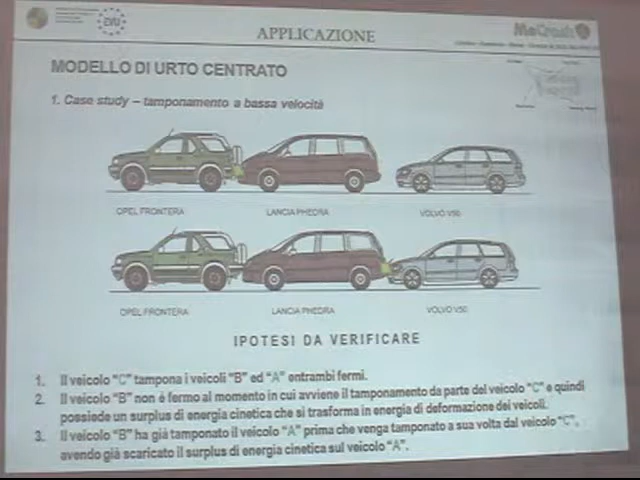 EVU
APPLICAZIONE
MODELLO DI URTO CENTRATO
1. Case study – tamponamento a bassa velocità
OPEL FRONTERA LANCIA PHEDRA VOLVO V50
OPEL FRONTERA LANCIA PHEDRA VOLVO V50
IPOTESI DA VERIFICARE
1. Il veicolo "C" tampona i veicoli "B" ed "A" entrambi fermi.
2. Il veicolo "B" non è fermo al momento in cui avviene il tamponamento da parte del veicolo "C" e quindi
possiede un surplus di energia cinetica che si trasforma in energia di deformazione dei veicoli.
3. Il veicolo "B" ha già tamponato il veicolo "A" prima che venga tamponato a sua volta dal veicolo "C",
avendo già scaricato il surplus di energia cinetica sul veicolo "A".